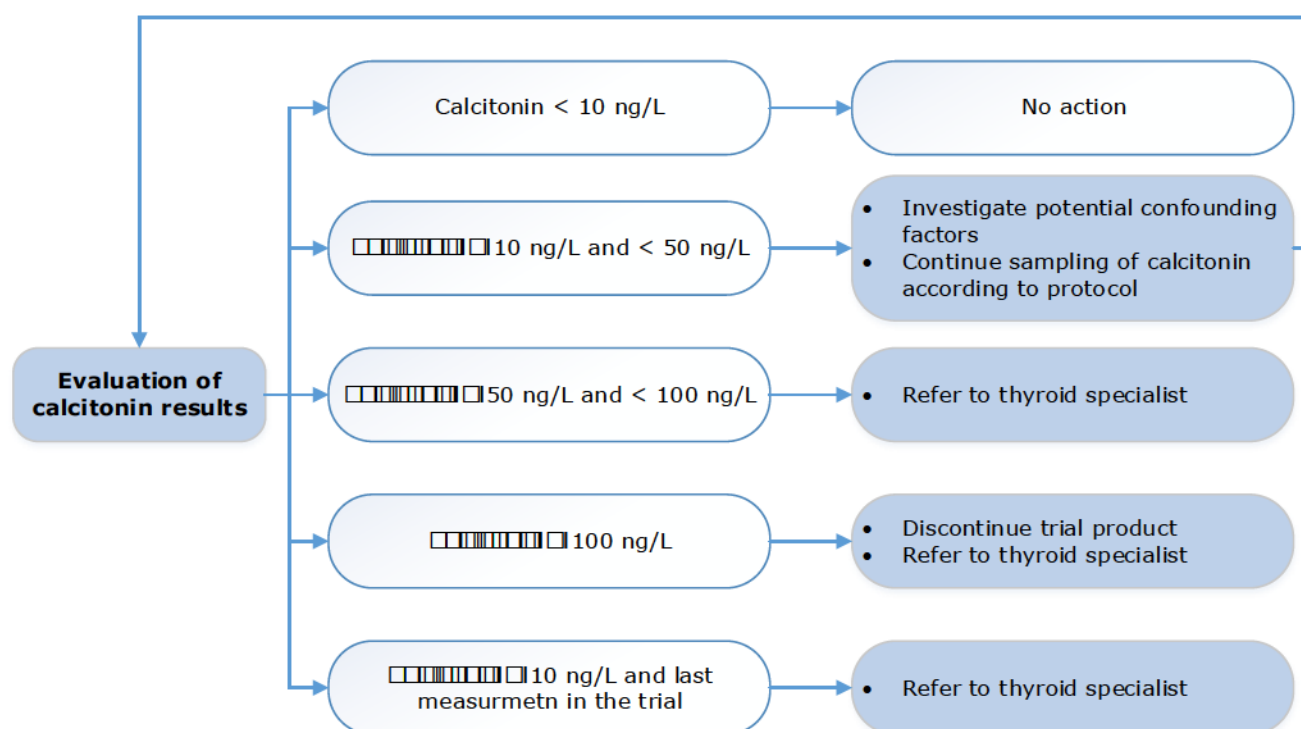 Calcitonin < 10 ng/L
No action
10 ng/L and < 50 ng/L
• Investigate potential confounding
factors
• Continue sampling of calcitonin
according to protocol
Evaluation of
calcitonin results
50 ng/L and < 100 ng/L
• Refer to thyroid specialist
100 ng/L
• Discontinue trial product
• Refer to thyroid specialist
10 ng/L and last
measurmetn in the trial
• Refer to thyroid specialist